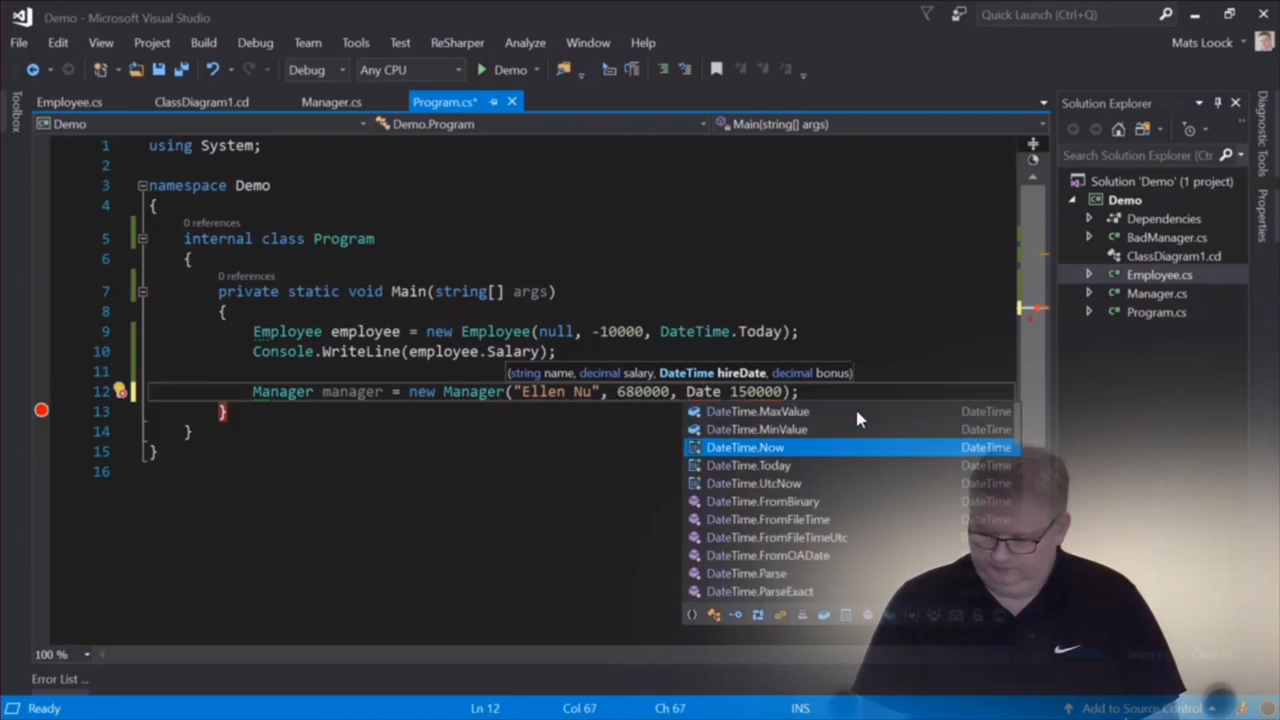 Demo - Microsoft Visual Studio
Quick Launch (Ctrl+Q)
File Edit View Project Build Debug Team Tools Test ReSharper Analyze Window Help
Mats Loock
Debug Any CPU Demo
Toolbox
Employee.cs ClassDiagram1.cd Manager.cs Program.cs*
Demo Demo.Program Main(string[] args)
1 using System;
2
3 namespace Demo
4 {
0 references
5 internal class Program
6 {
0 references
7 private static void Main(string[] args)
8 {
9 Employee employee = new Employee(null, -10000, DateTime.Today);
10 Console.WriteLine(employee.Salary);
11
(string name, decimal salary, DateTime hireDate, decimal bonus)
12 Manager manager = new Manager("Ellen Nu", 680000, Date 150000);
13 }
14 }
15 }
16
DateTime.MaxValue DateTime
DateTime.MinValue DateTime
DateTime.Now DateTime
DateTime.Today DateTime
DateTime.UtcNow DateTime
DateTime.FromBinary
DateTime.FromFileTime
DateTime.FromFileTimeUtc
DateTime.FromOADate
DateTime.Parse
DateTime.ParseExact
Solution Explorer
Search Solution Explorer (Ctrl
Solution 'Demo' (1 project)
Demo
Dependencies
BadManager.cs
ClassDiagram1.cd
Employee.cs
Manager.cs
Program.cs
Diagnostic Tools
Properties
100 %
Error List ...
Ready Ln 12 Col 67 Ch 67 INS Add to Source Control